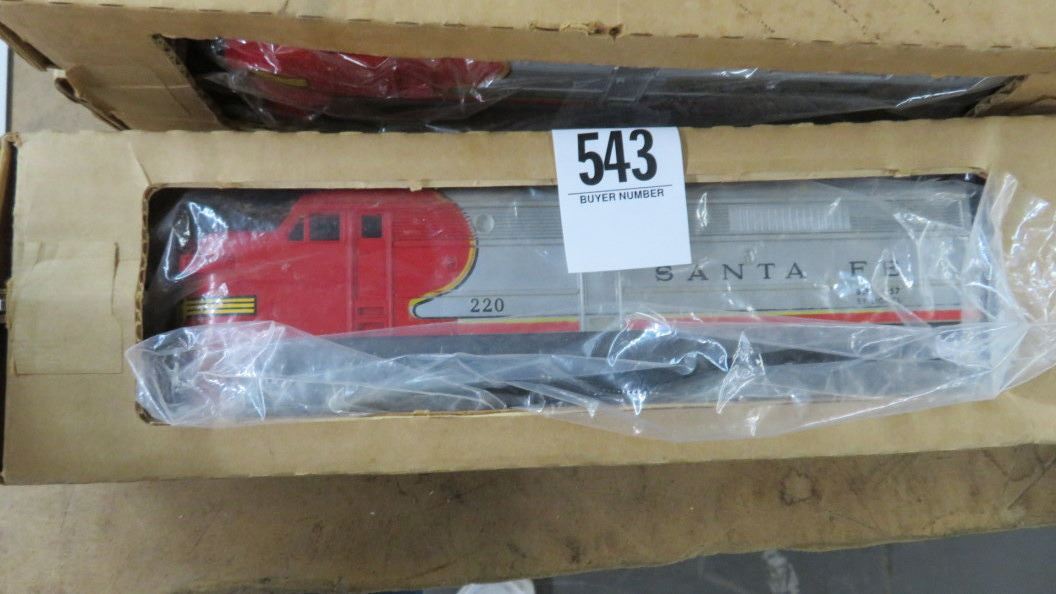 543
BUYER NUMBER
SANTA FE
220